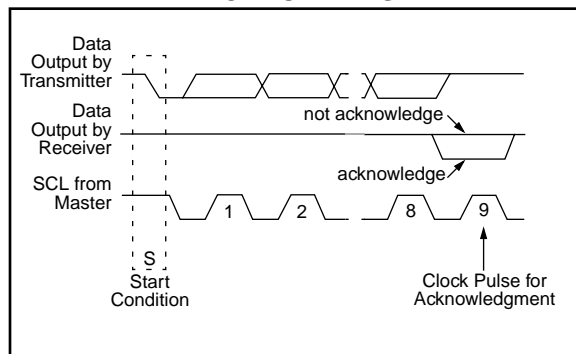 Data
Output by
Transmitter
Data
Output by
Receiver
not acknowledge
acknowledge
SCL from
Master
1
2
8
9
S
Start
Condition
Clock Pulse for
Acknowledgment